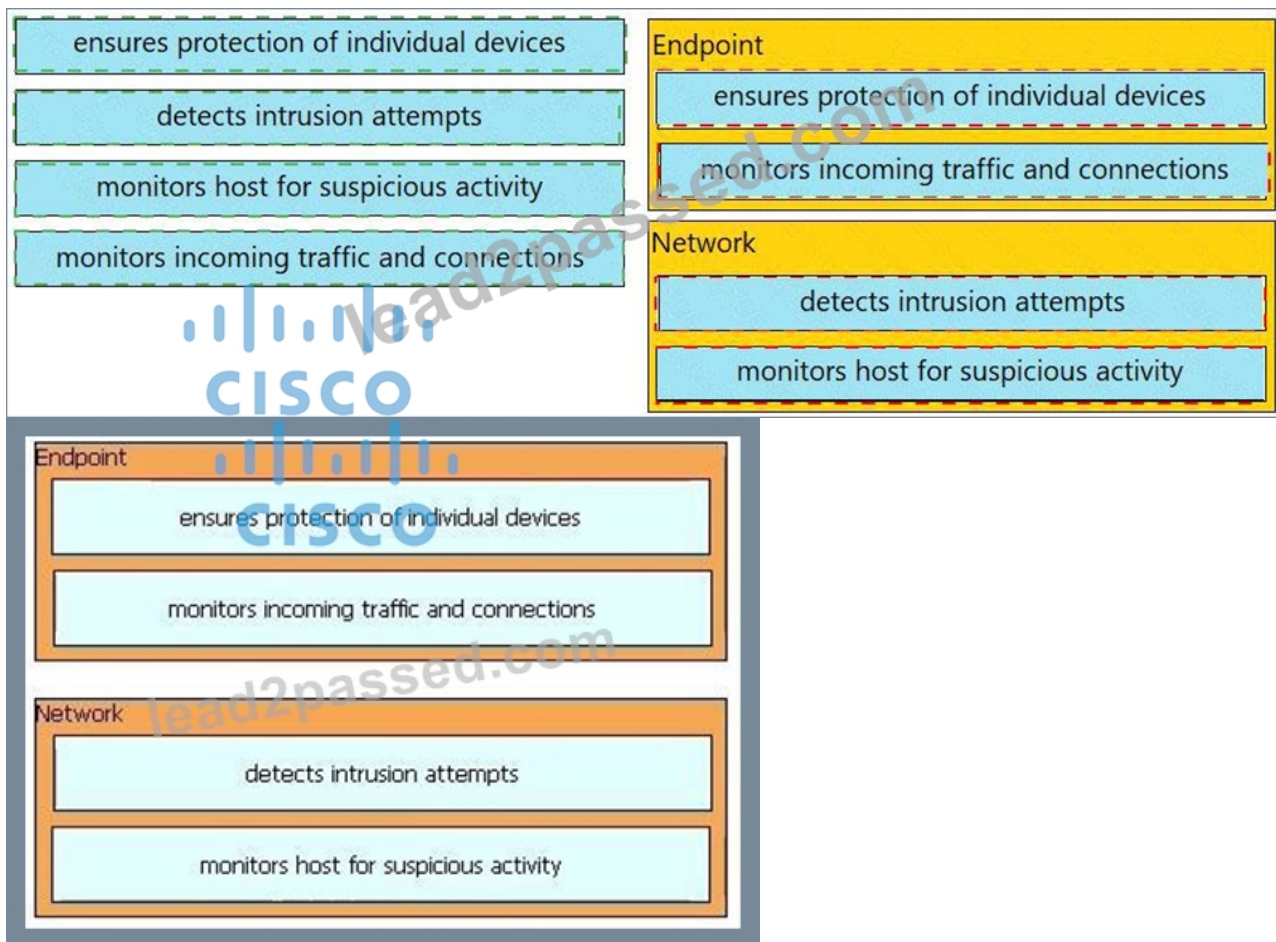 ensures protection of individual devices
detects intrusion attempts
monitors host for suspicious activity
monitors incoming traffic and connections
Endpoint
ensures protection of individual devices
monitors incoming traffic and connections
Network
detects intrusion attempts
monitors host for suspicious activity
lead2passed.com
CISCO
Endpoint
ensures protection of individual devices
monitors incoming traffic and connections
CISCO
Network
detects intrusion attempts
monitors host for suspicious activity
lead2passed.com